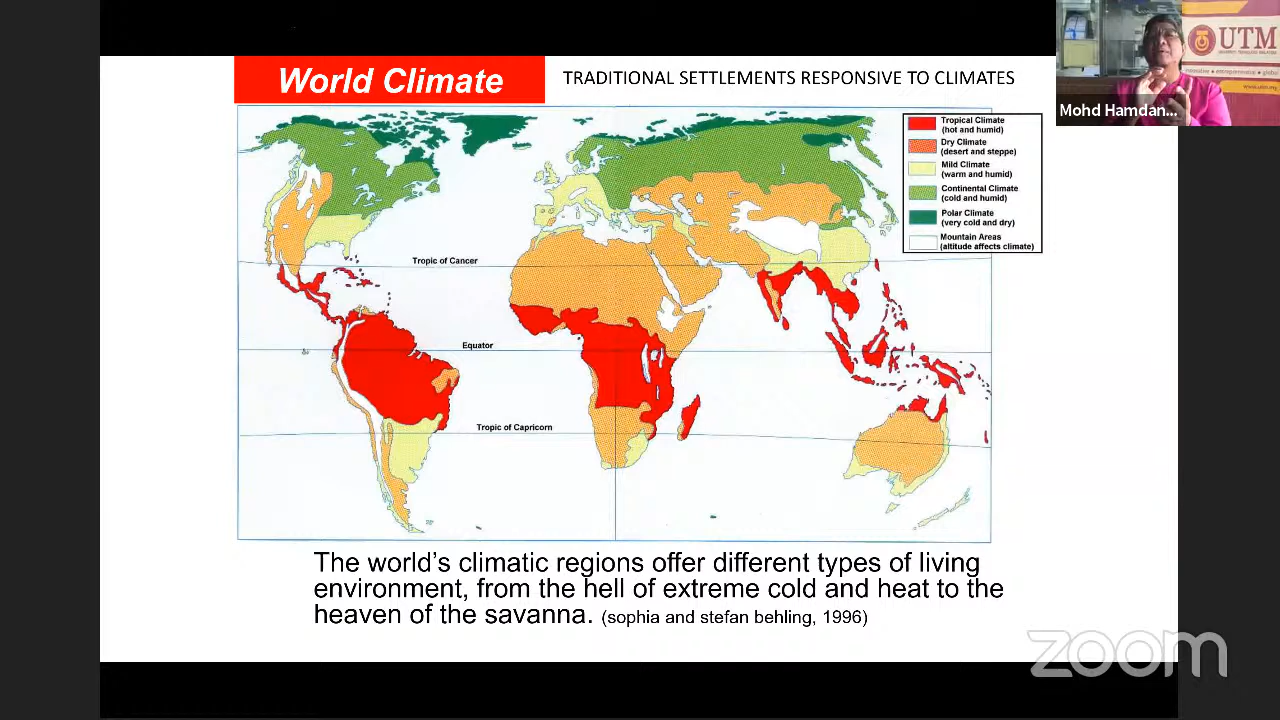 World Climate
TRADITIONAL SETTLEMENTS RESPONSIVE TO CLIMATES
UTM
Mohd Hamdan...
Tropical Climate
(hot and humid)
Dry Climate
(desert and steppe)
Mild Climate
(warm and humid)
Continental Climate
(cold and humid)
Polar Climate
(very cold and dry)
Mountain Areas
(altitude affects climate)
Tropic of Cancer
Equator
Tropic of Capricorn
The world's climatic regions offer different types of living
environment, from the hell of extreme cold and heat to the
heaven of the savanna. (sophia and stefan behling, 1996)
zoom